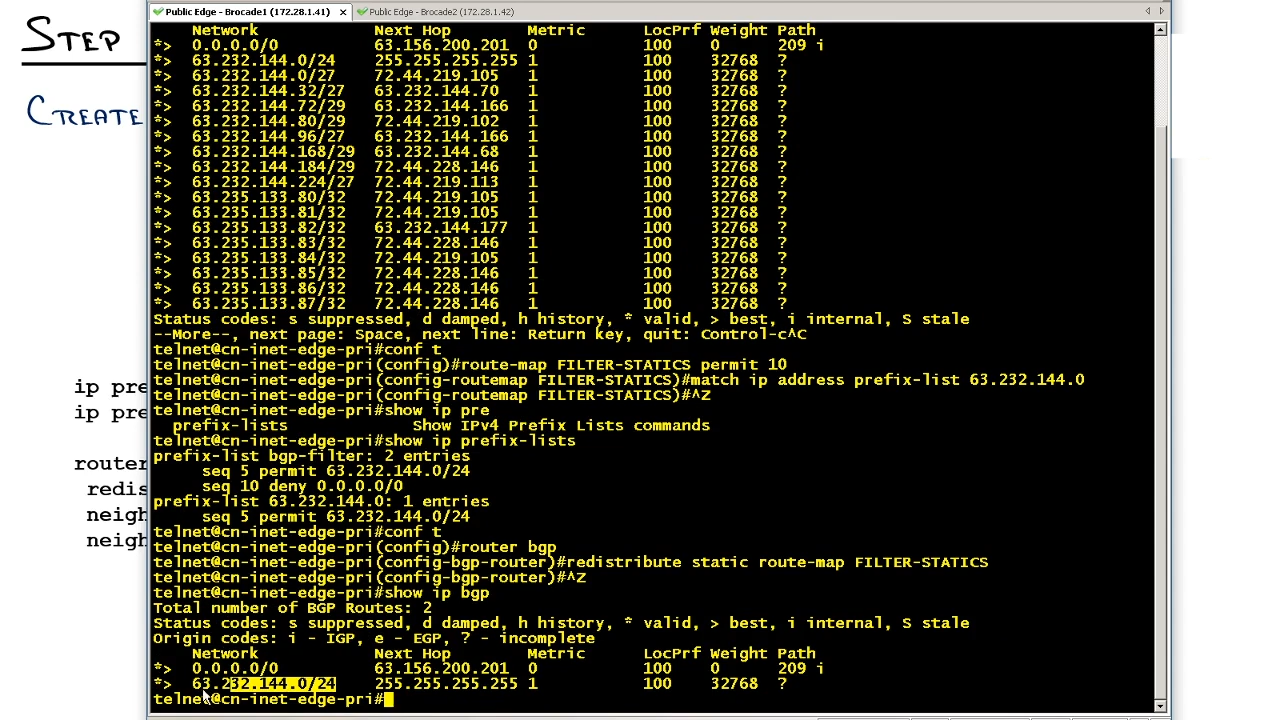 Public Edge - Brocade1 (172.28.1.41) Public Edge - Brocade2 (172.28.1.42)
STEP
CREATE
Network Next Hop Metric LocPrf Weight Path
*> 0.0.0.0/0 63.156.200.201 0 100 0 209 i
*> 63.232.144.0/24 255.255.255.255 1 100 32768 ?
*> 63.232.144.0/27 72.44.219.105 1 100 32768 ?
*> 63.232.144.32/27 63.232.144.70 1 100 32768 ?
*> 63.232.144.72/29 63.232.144.166 1 100 32768 ?
*> 63.232.144.80/29 72.44.219.102 1 100 32768 ?
*> 63.232.144.96/27 63.232.144.166 1 100 32768 ?
*> 63.232.144.168/29 63.232.144.68 1 100 32768 ?
*> 63.232.144.184/29 72.44.228.146 1 100 32768 ?
*> 63.232.144.224/27 72.44.219.113 1 100 32768 ?
*> 63.235.133.80/32 72.44.219.105 1 100 32768 ?
*> 63.235.133.81/32 72.44.219.105 1 100 32768 ?
*> 63.235.133.82/32 63.232.144.177 1 100 32768 ?
*> 63.235.133.83/32 72.44.228.146 1 100 32768 ?
*> 63.235.133.84/32 72.44.219.105 1 100 32768 ?
*> 63.235.133.85/32 72.44.228.146 1 100 32768 ?
*> 63.235.133.86/32 72.44.228.146 1 100 32768 ?
*> 63.235.133.87/32 72.44.228.146 1 100 32768 ?
Status codes: s suppressed, d damped, h history, * valid, > best, i internal, S stale
--More--, next page: Space, next line: Return key, quit: Control-c^C
telnet@cn-inet-edge-pri#conf t
telnet@cn-inet-edge-pri(config)#route-map FILTER-STATICS permit 10
telnet@cn-inet-edge-pri(config-routemap FILTER-STATICS)#match ip address prefix-list 63.232.144.0
telnet@cn-inet-edge-pri(config-routemap FILTER-STATICS)#^Z
telnet@cn-inet-edge-pri#show ip pre
prefix-lists Show IPv4 Prefix Lists commands
telnet@cn-inet-edge-pri#show ip prefix-lists
prefix-list bgp-filter: 2 entries
seq 5 permit 63.232.144.0/24
seq 10 deny 0.0.0.0/0
prefix-list 63.232.144.0: 1 entries
seq 5 permit 63.232.144.0/24
telnet@cn-inet-edge-pri#conf t
telnet@cn-inet-edge-pri(config)#router bgp
telnet@cn-inet-edge-pri(config-bgp-router)#redistribute static route-map FILTER-STATICS
telnet@cn-inet-edge-pri(config-bgp-router)#^Z
telnet@cn-inet-edge-pri#show ip bgp
Total number of BGP Routes: 2
Status codes: s suppressed, d damped, h history, * valid, > best, i internal, S stale
Origin codes: i - IGP, e - EGP, ? - incomplete
Network Next Hop Metric LocPrf Weight Path
*> 0.0.0.0/0 63.156.200.201 0 100 0 209 i
*> 63.232.144.0/24 255.255.255.255 1 100 32768 ?
telnet@cn-inet-edge-pri#
ip pre
ip pre
router
redis
neigh
neigh